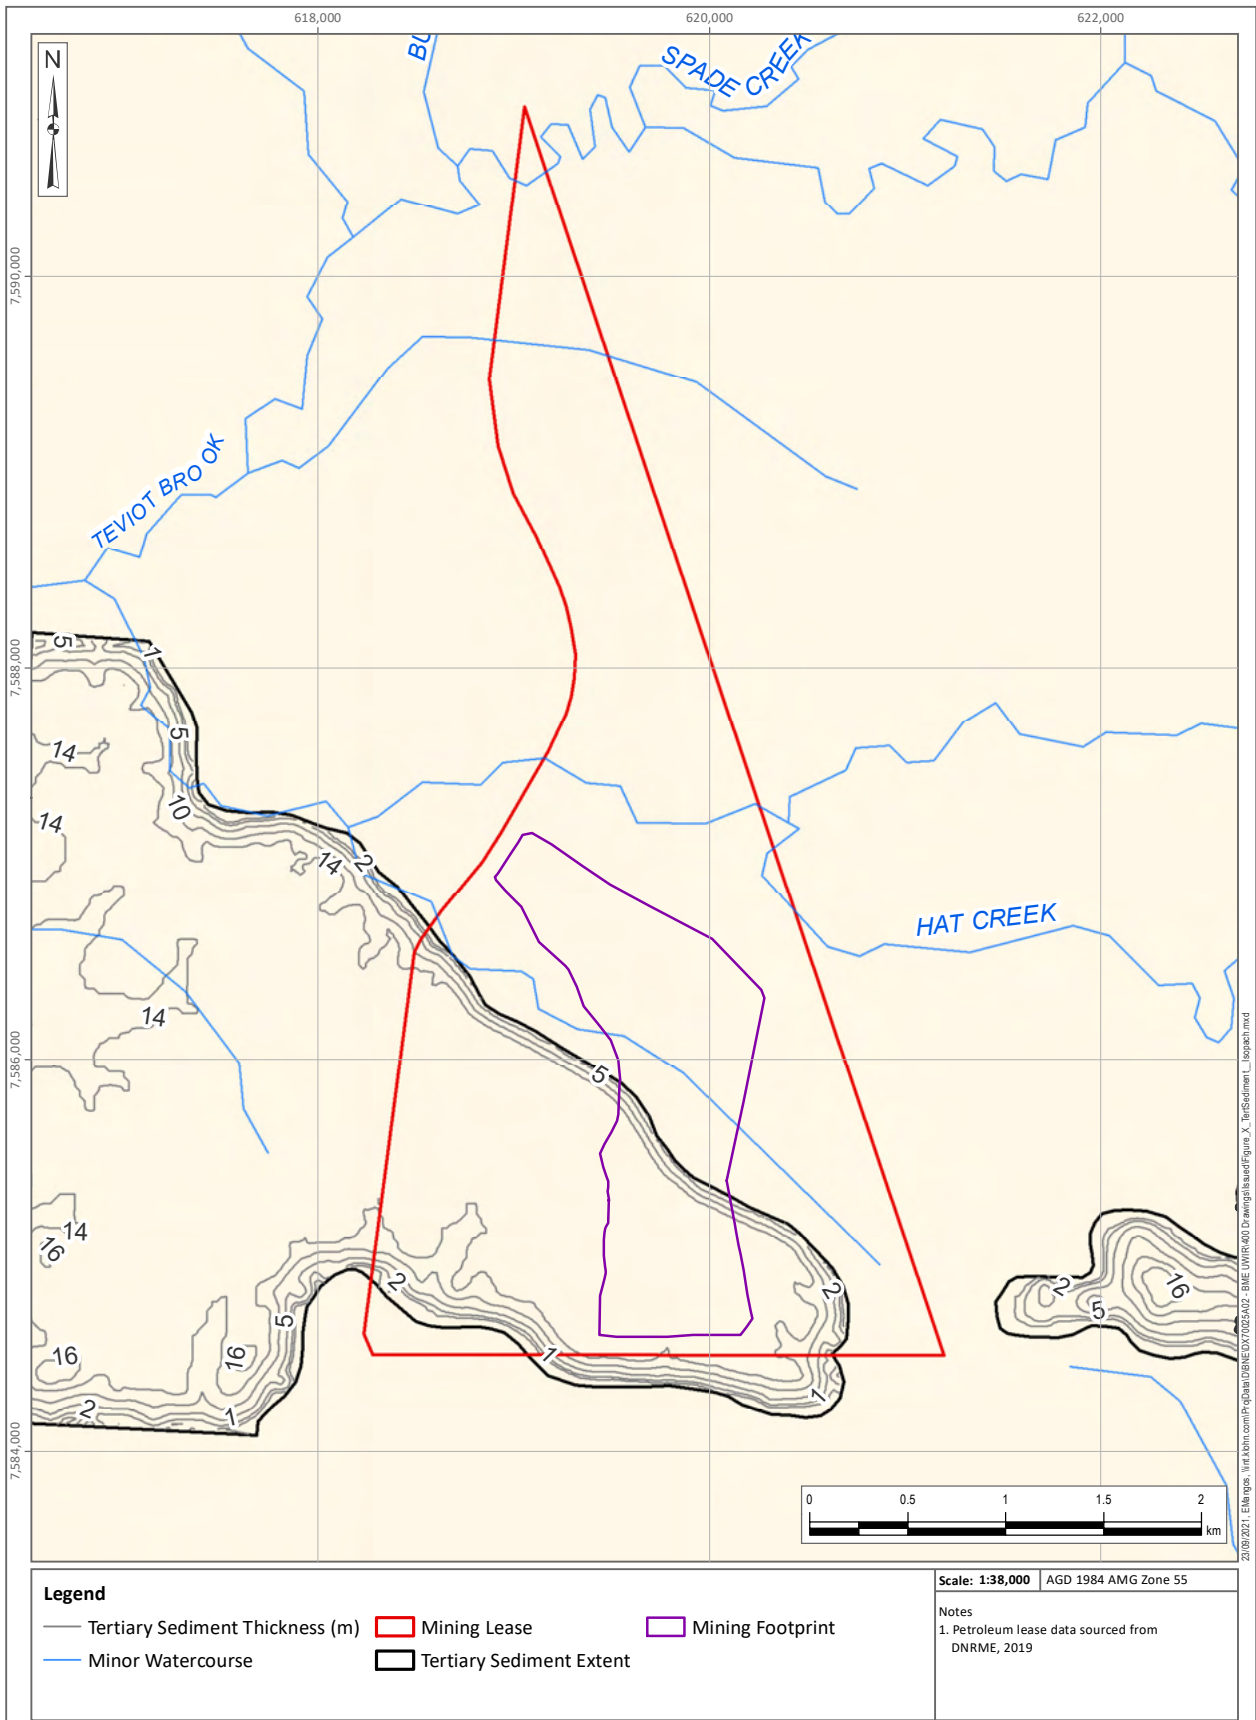 618,000
620,000
622,000
N
BU
SPADE CREEK
7,590,000
TEVIOT BRO OK
7,588,000
5
1
5
14
10
14
14
2
HAT CREEK
14
7,586,000
5
14
16
2
2
2
16
5
5
1
16
16
2
1
1
7,584,000
0 0.5 1 1.5 2
km
Legend
Tertiary Sediment Thickness (m)
Mining Lease
Mining Footprint
Minor Watercourse
Tertiary Sediment Extent
Scale: 1:38,000
AGD 1984 AMG Zone 55
Notes
1. Petroleum lease data sourced from
DNRME, 2019